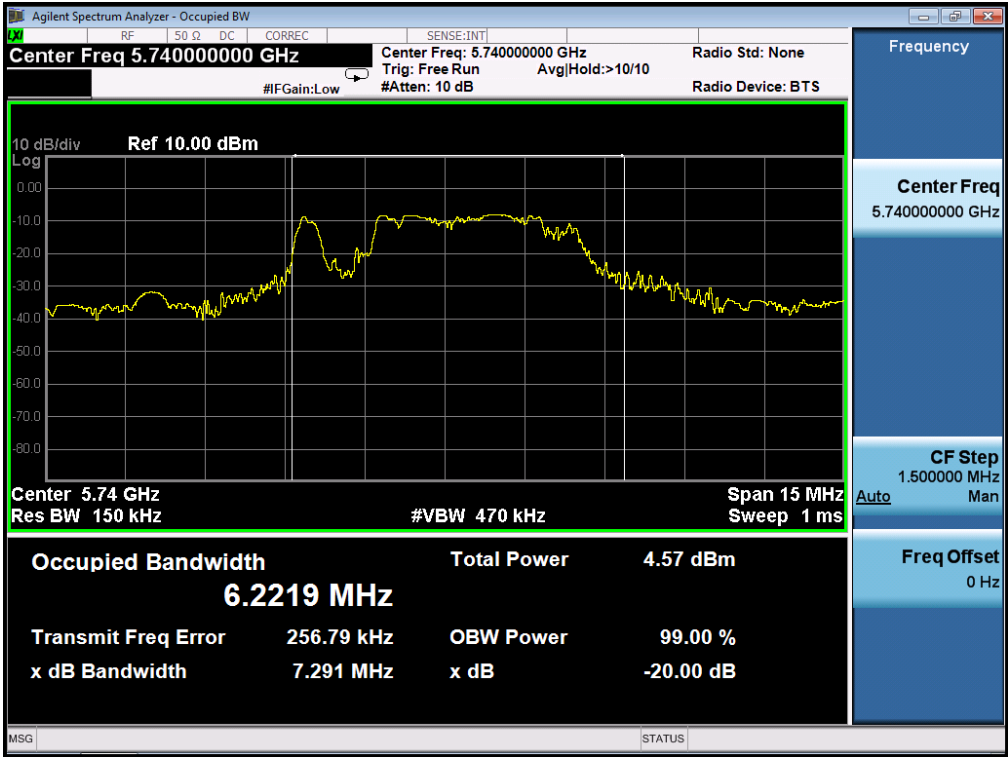 Agilent Spectrum Analyzer - Occupied BW
LXI RF 50 Ω DC CORREC SENSE:INT
Center Freq 5.740000000 GHz
Center Freq: 5.740000000 GHz Radio Std: None
Trig: Free Run Avg|Hold:>10/10
#IFGain:Low #Atten: 10 dB Radio Device: BTS
10 dB/div Ref 10.00 dBm
Log
0.00
-10.0
-20.0
-30.0
-40.0
-50.0
-60.0
-70.0
-80.0
Center 5.74 GHz Span 15 MHz
Res BW 150 kHz #VBW 470 kHz Sweep 1 ms
Occupied Bandwidth Total Power 4.57 dBm
6.2219 MHz
Transmit Freq Error 256.79 kHz OBW Power 99.00 %
x dB Bandwidth 7.291 MHz x dB -20.00 dB
MSG STATUS
Frequency
Center Freq
5.740000000 GHz
CF Step
1.500000 MHz
Auto Man
Freq Offset
0 Hz